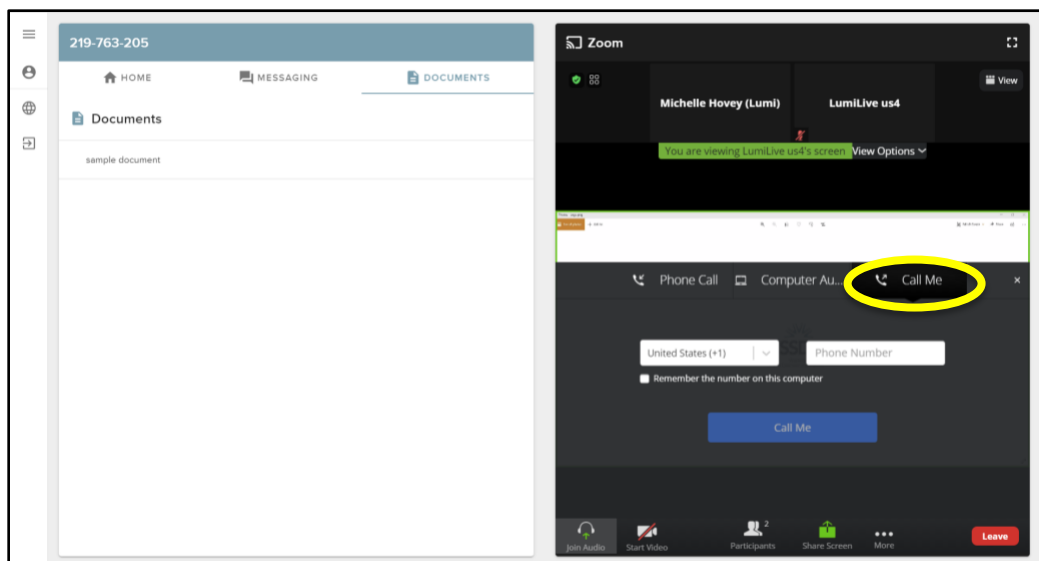 219-763-205
HOME
MESSAGING
DOCUMENTS
Documents
sample document
Zoom
View
Michelle Hovey (Lumi)
LumiLive us4
You are viewing LumiLive us4's screen
View Options
Phone Call
Computer Au...
Call Me
×
United States (+1)
Phone Number
Remember the number on this computer
Call Me
Join Audio
Start Video
2
Participants
Share Screen
More
Leave